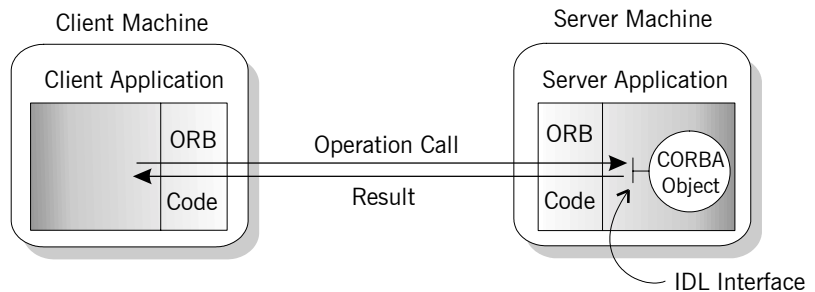 Client Machine
Server Machine
Client Application
Server Application
ORB
Code
Operation Call
Result
ORB
Code
CORBA
Object
IDL Interface